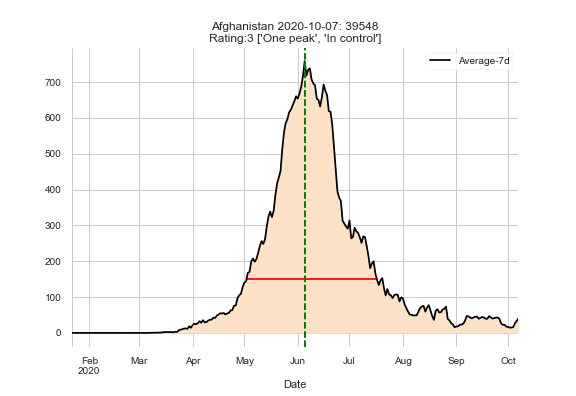 Afghanistan 2020-10-07: 39548
Rating:3 ['One peak', 'In control']
Average-7d
700
600
500
400
300
200
100
0
Feb Mar Apr May Jun Jul Aug Sep Oct
2020
Date